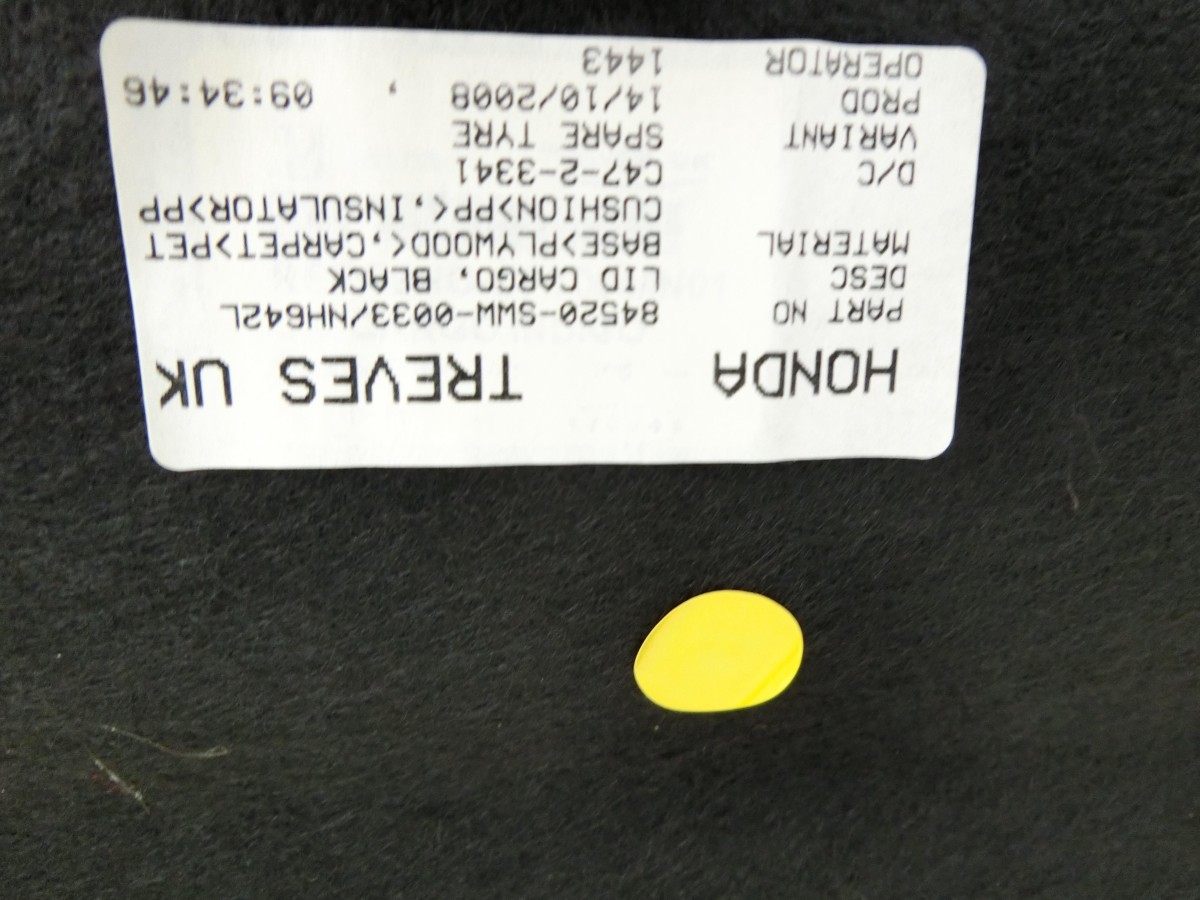 HONDA TREVES UK
PART NO 84520-SWW-0033/NH642L
DESC LID CARGO, BLACK
MATERIAL BASE>PLYWOOD<,CARPET>PET
CUSHION>PP<,INSULATOR>PP
D/C C47-2-3341
VARIANT SPARE TYRE
PROD 14/10/2008 , 09:34:46
OPERATOR 1443